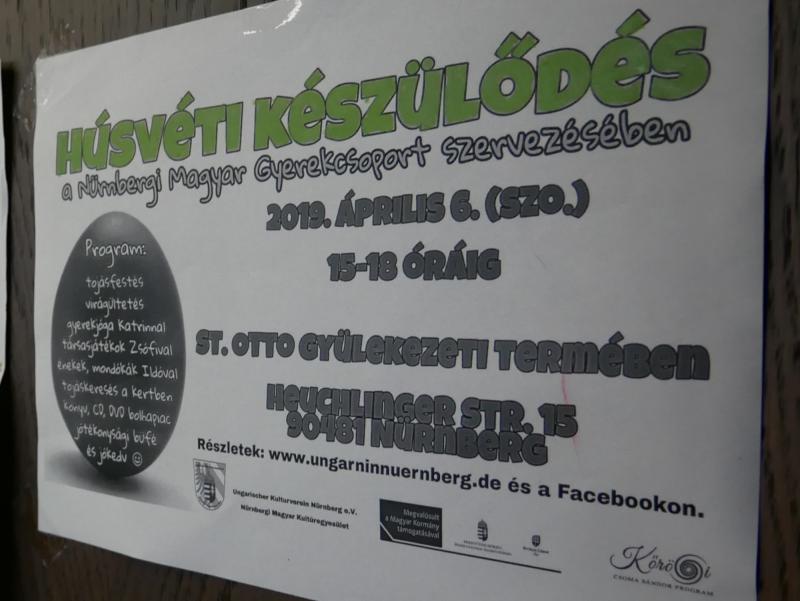 Húsvéti készülődés
a Nürnbergi Magyar Gyerekcsoport szervezésében
2019. április 6. (szo.)
15-18 óráig
Program:
tojásfestés
virágültetés
gyerekjóga Katrinnal
társasjátékok Zsófival
énekek, mondókák Ildóval
tojáskeresés a kertben
könyv, CD, DVD bolhapiac
jótékonysági büfé
és jókedv ☺
St. Otto gyülekezeti termében
Heuchlinger Str. 15
90481 Nürnberg
Részletek: www.ungarninnuernberg.de és a Facebookon.
Ungarischer Kulturverein Nürnberg e.V.
Nürnbergi Magyar Kultúregyesület
Megvalósult
a Magyar Kormány
támogatásával
Kőrösi
CSOMA SÁNDOR PROGRAM